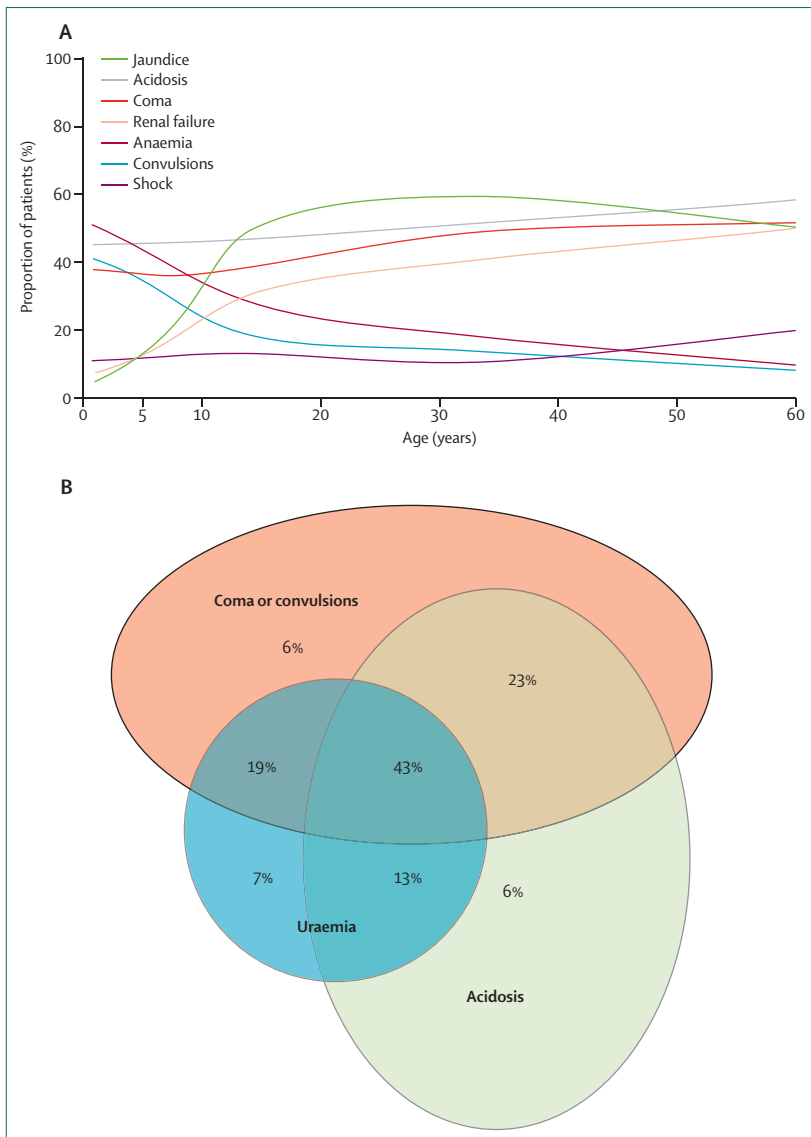 A
100
80
60
40
20
0
Proportion of patients (%)
Jaundice
Acidosis
Coma
Renal failure
Anaemia
Convulsions
Shock
0 5 10 20 30 40 50 60
Age (years)
B
Coma or convulsions
6%
23%
19%
43%
7%
13%
6%
Uraemia
Acidosis